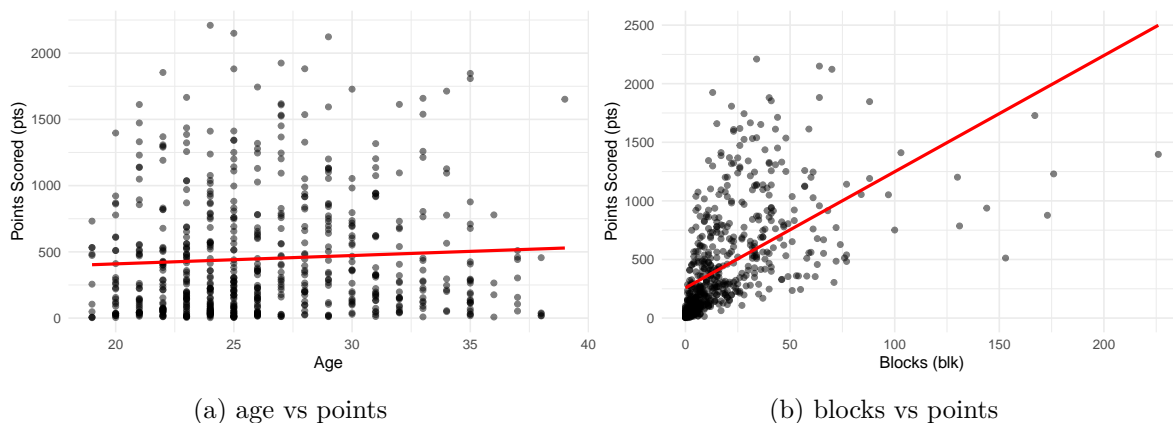 2000
1500
1000
500
0
Points Scored (pts)
20 25 30 35 40
Age
(a) age vs points
2500
2000
1500
1000
500
0
Points Scored (pts)
0 50 100 150 200
Blocks (blk)
(b) blocks vs points